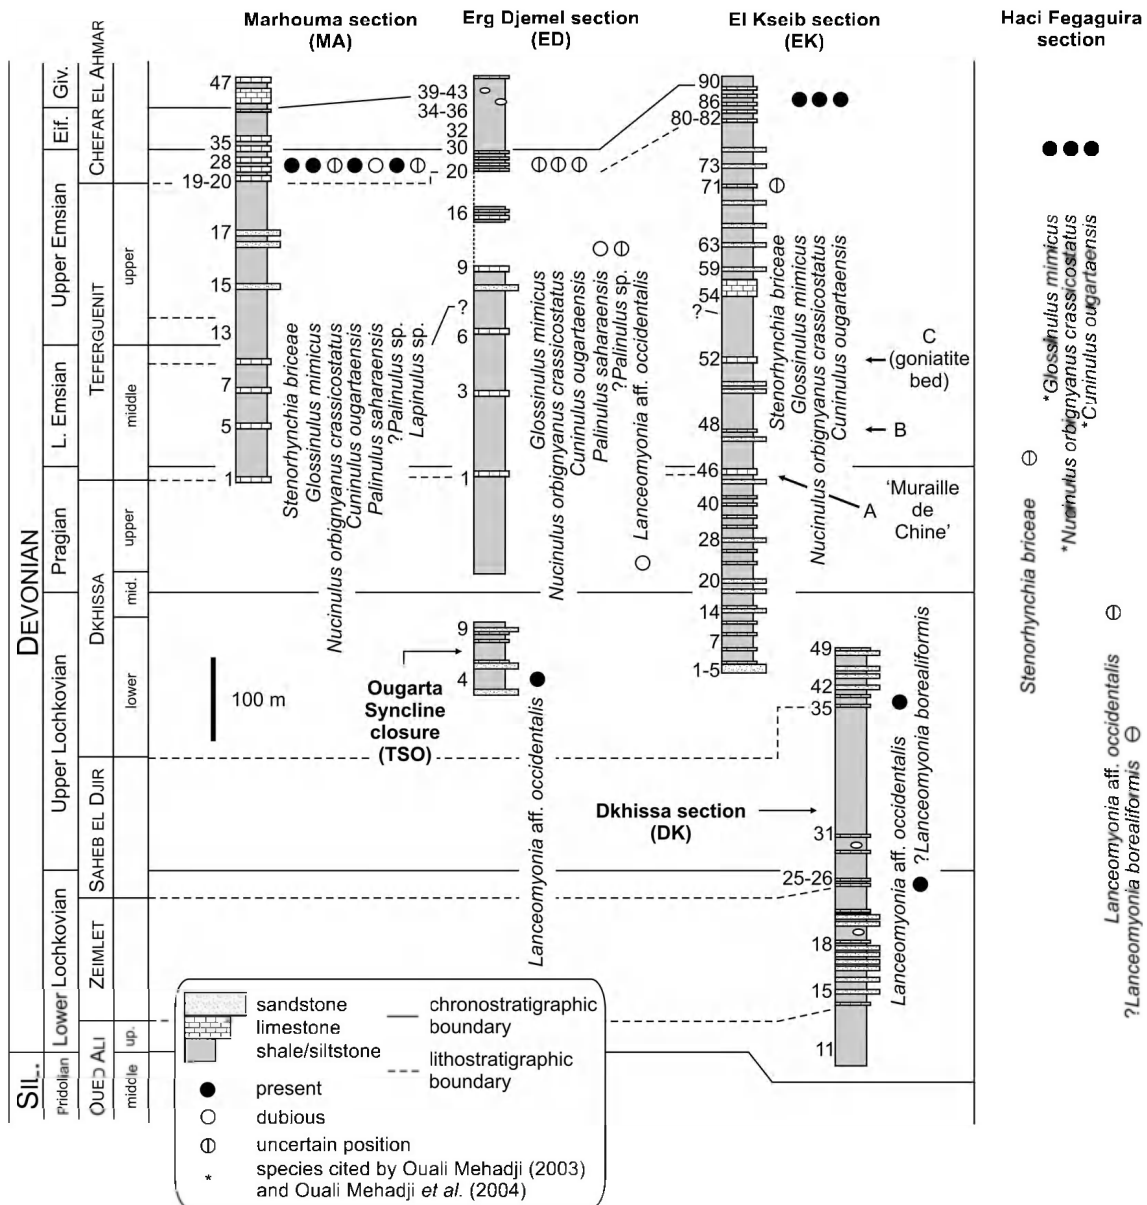 Marhouma section
(MA)
Erg Djemel section
(ED)
El Kseib section
(EK)
Haci Fegaguira
section
DEVONIAN
SIL.
Giv.
Eif.
Upper Emsian
L. Emsian
Pragian
Upper Lochkovian
Lower Lochkovian
Pridolian
CHEFAR EL AHMAR
TEFERGUENIT
DKHISSA
SAHEB EL DJIR
ZEIMLET
OUED ALI
upper
middle
upper
mid.
lower
up.
middle
47
35
28
19-20
17
15
13
7
5
1
Stenorhynchia briceae
Glossinulus mimicus
Nucinulus orbignyanus crassicostatus
Cuninulus ougartaensis
Palinulus saharaensis
?Palinulus sp.
Lapinulus sp.
39-43
34-36
32
30
20
16
9
?
6
3
1
Glossinulus mimicus
Nucinulus orbignyanus crassicostatus
Cuninulus ougartaensis
Palinulus saharaensis
?Palinulus sp.
Lanceomyonia aff. occidentalis
9
4
Ougarta
Syncline
closure
(TSO)
Lanceomyonia aff. occidentalis
100 m
90
86
80-82
73
71
63
59
54
?
52
48
46
40
28
20
14
7
1-5
Stenorhynchia briceae
Glossinulus mimicus
Nucinulus orbignyanus crassicostatus
Cuninulus ougartaensis
C
(goniatite
bed)
B
A
'Muraille
de
Chine'
49
42
35
31
25-26
18
15
11
Dkhissa section
(DK)
Lanceomyonia aff. occidentalis
?Lanceomyonia borealiformis
Stenorhynchia briceae
*Glossinulus mimicus
*Nucinulus orbignyanus crassicostatus
*Cuninulus ougartaensis
Lanceomyonia aff. occidentalis
?Lanceomyonia borealiformis
sandstone
limestone
shale/siltstone
present
dubious
uncertain position
* species cited by Ouali Mehadji (2003)
and Ouali Mehadji et al. (2004)
chronostratigraphic
boundary
lithostratigraphic
boundary